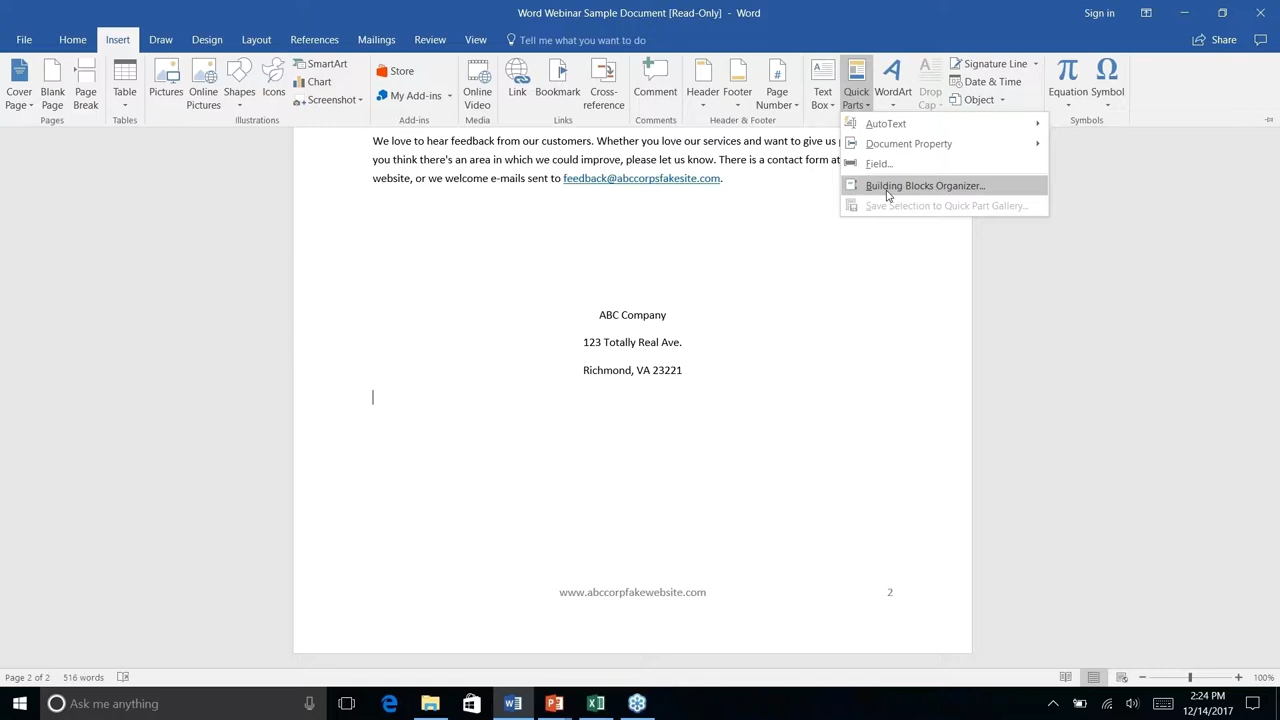 Word Webinar Sample Document [Read-Only] - Word
Sign in
File Home Insert Draw Design Layout References Mailings Review View Tell me what you want to do Share
Cover Page
Blank Page
Page Break
Pages
Table
Tables
Pictures
Online Pictures
Shapes
Icons
SmartArt
Chart
Screenshot
Illustrations
Store
My Add-ins
Add-ins
Online Video
Media
Link
Bookmark
Cross-reference
Links
Comment
Comments
Header
Footer
Page Number
Header & Footer
Text Box
Quick Parts
WordArt
Drop Cap
Signature Line
Date & Time
Object
Equation
Symbol
Symbols
AutoText
Document Property
Field...
Building Blocks Organizer...
Save Selection to Quick Part Gallery...
We love to hear feedback from our customers. Whether you love our services and want to give us
you think there's an area in which we could improve, please let us know. There is a contact form at
website, or we welcome e-mails sent to feedback@abccorpsfakesite.com.
ABC Company
123 Totally Real Ave.
Richmond, VA 23221
www.abccorpfakewebsite.com 2
Page 2 of 2 516 words 100%
Ask me anything
2:24 PM
12/14/2017